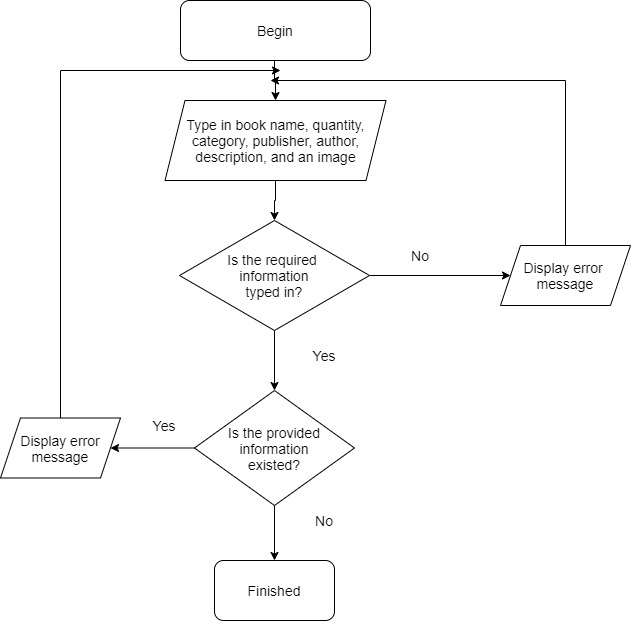 Begin
Type in book name, quantity,
category, publisher, author,
description, and an image
Is the required
information
typed in?
No
Display error
message
Yes
Is the provided
information
existed?
Yes
Display error
message
No
Finished